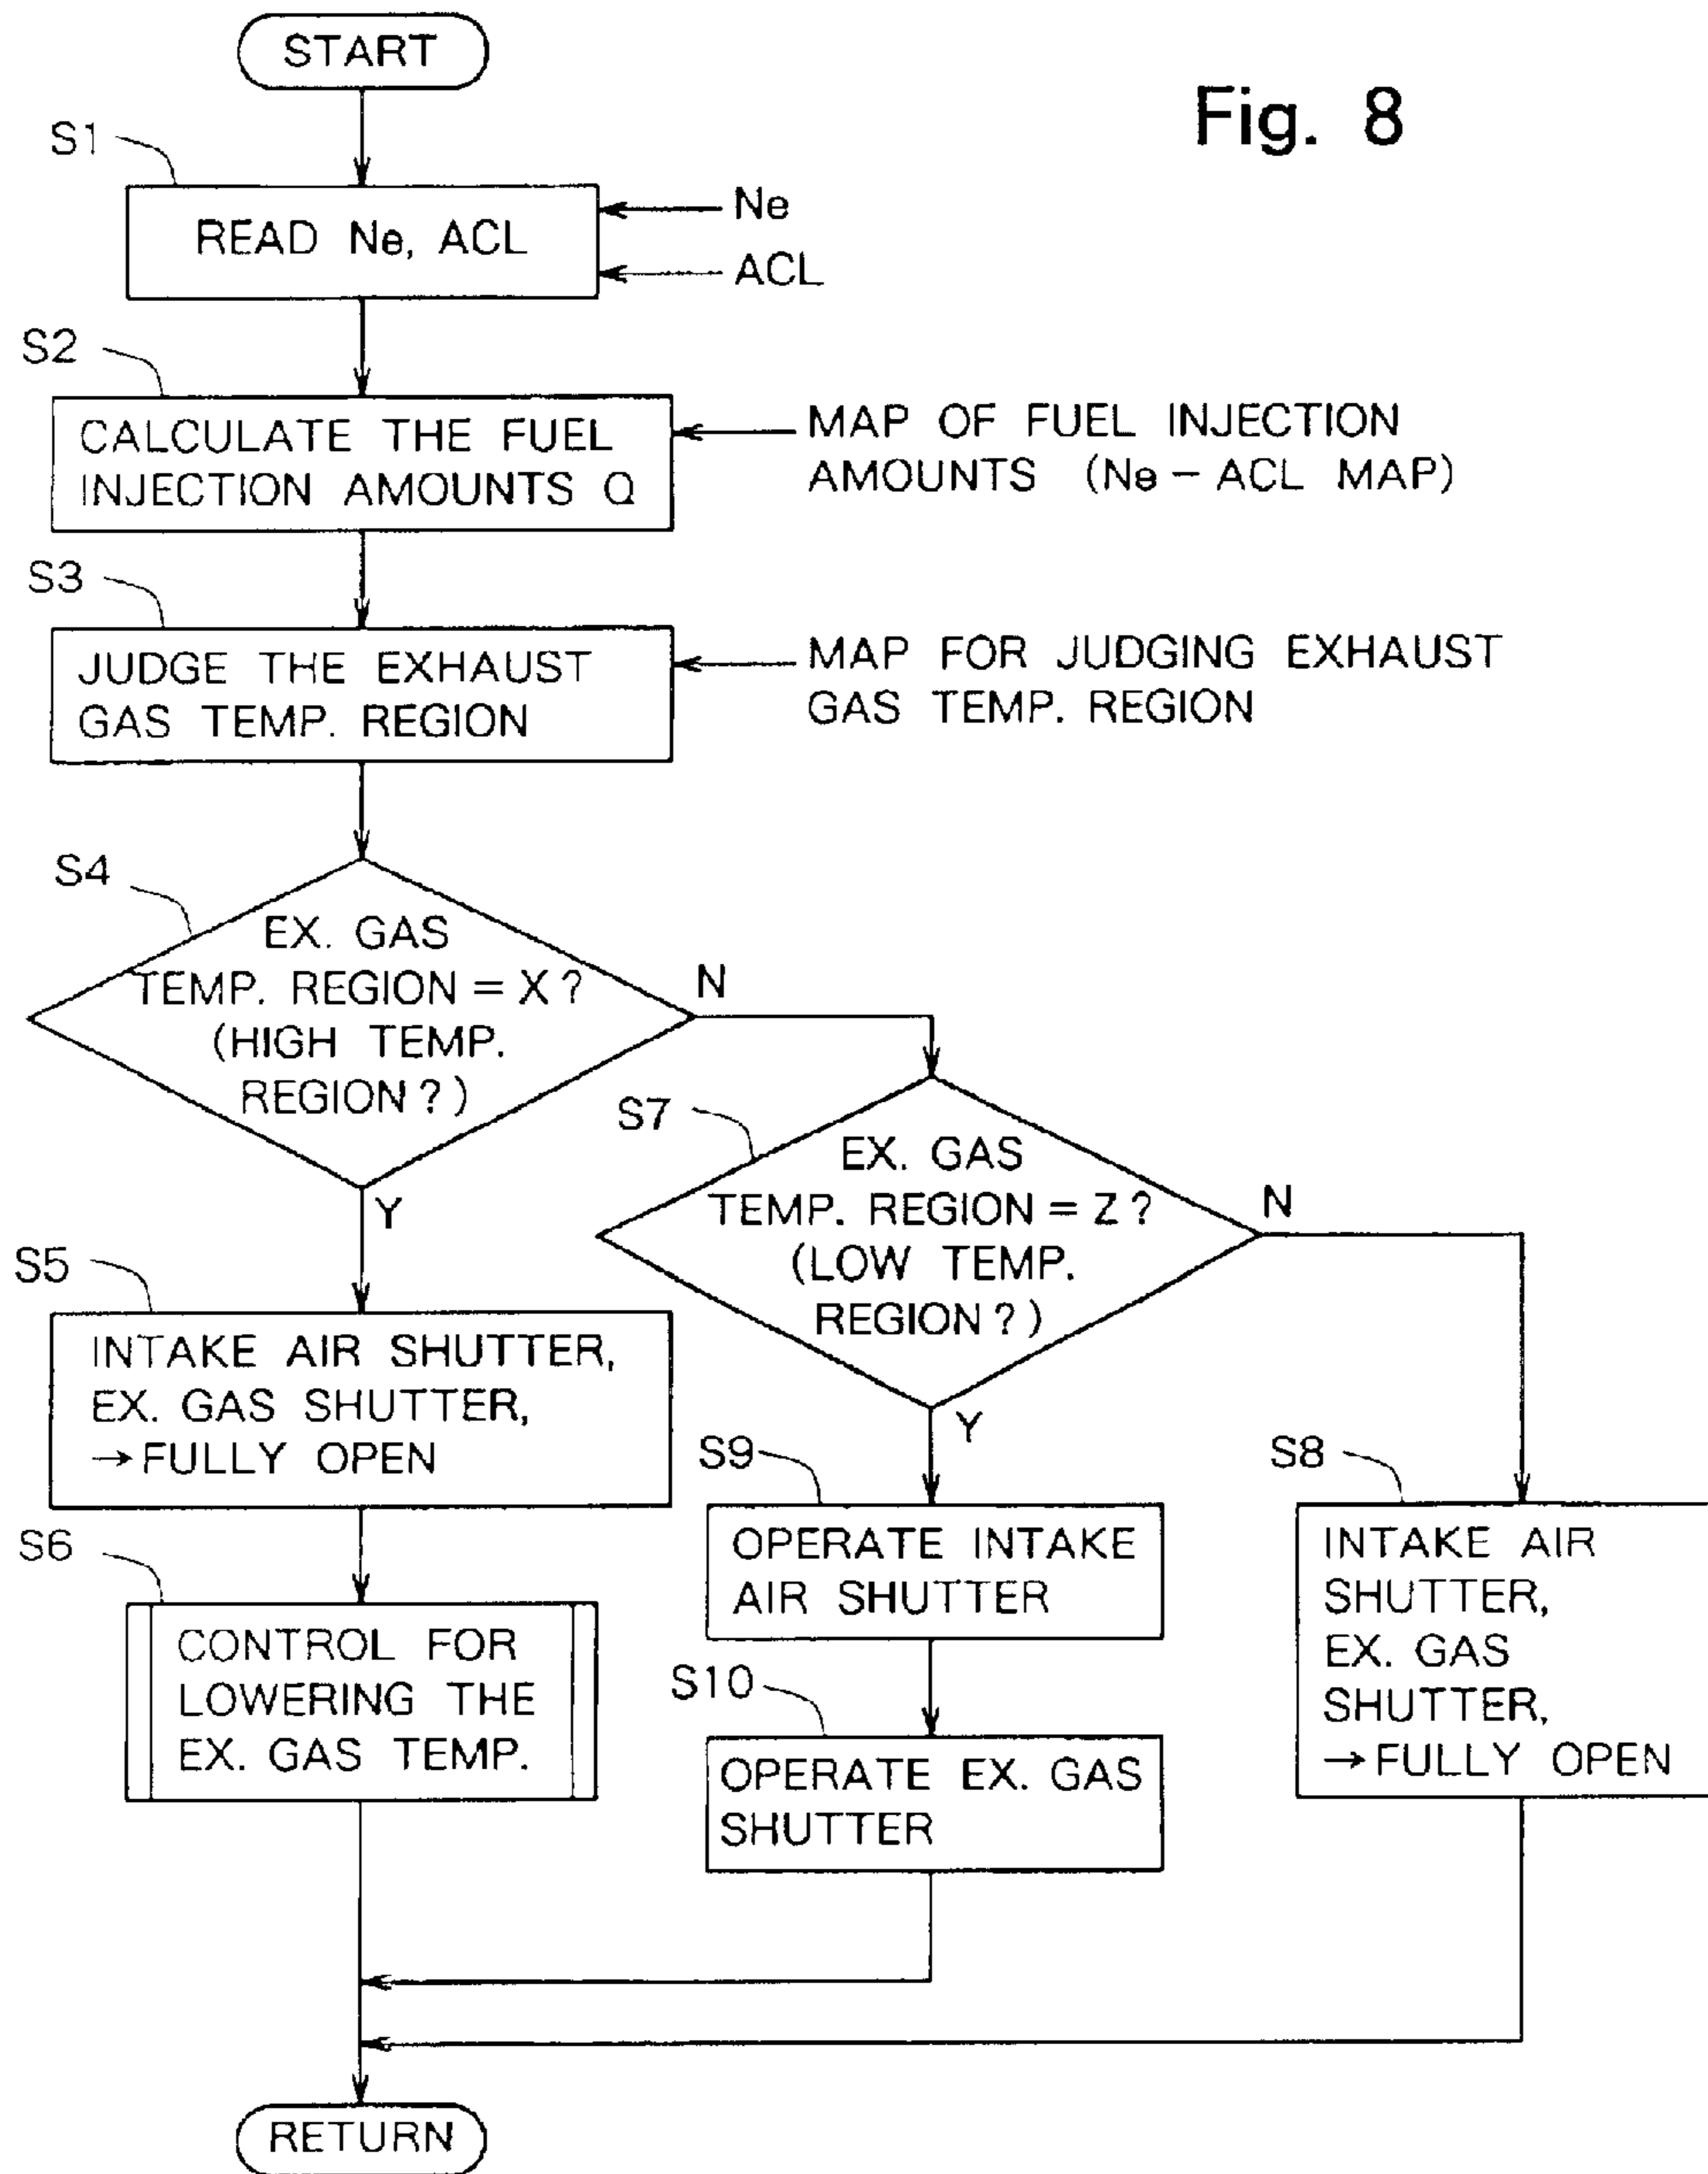 START
Fig. 8
S1
READ Ne, ACL
Ne
ACL
S2
CALCULATE THE FUEL
INJECTION AMOUNTS Q
MAP OF FUEL INJECTION
AMOUNTS (Ne – ACL MAP)
S3
JUDGE THE EXHAUST
GAS TEMP. REGION
MAP FOR JUDGING EXHAUST
GAS TEMP. REGION
S4
EX. GAS
TEMP. REGION = X ?
(HIGH TEMP.
REGION ? )
N
Y
S7
EX. GAS
TEMP. REGION = Z ?
(LOW TEMP.
REGION ? )
N
Y
S5
INTAKE AIR SHUTTER,
EX. GAS SHUTTER,
→ FULLY OPEN
S6
CONTROL FOR
LOWERING THE
EX. GAS TEMP.
S9
OPERATE INTAKE
AIR SHUTTER
S10
OPERATE EX. GAS
SHUTTER
S8
INTAKE AIR
SHUTTER,
EX. GAS
SHUTTER,
→ FULLY OPEN
RETURN